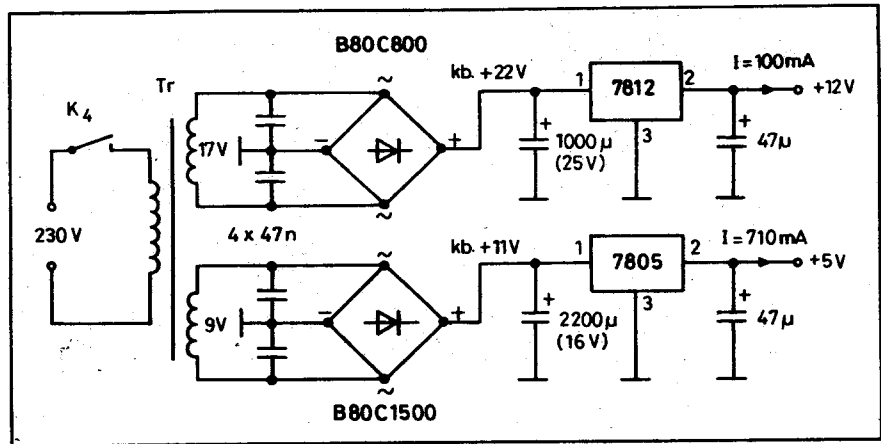 B80C800
Tr
K4
17V
~
−
+
~
kb. +22V
1
7812
2
3
I = 100mA
+12V
+
1000µ
(25V)
+
47µ
230V
4 x 47n
9V
~
−
+
~
B80C1500
kb. +11V
1
7805
2
3
I = 710mA
+5V
+
2200µ
(16V)
+
47µ